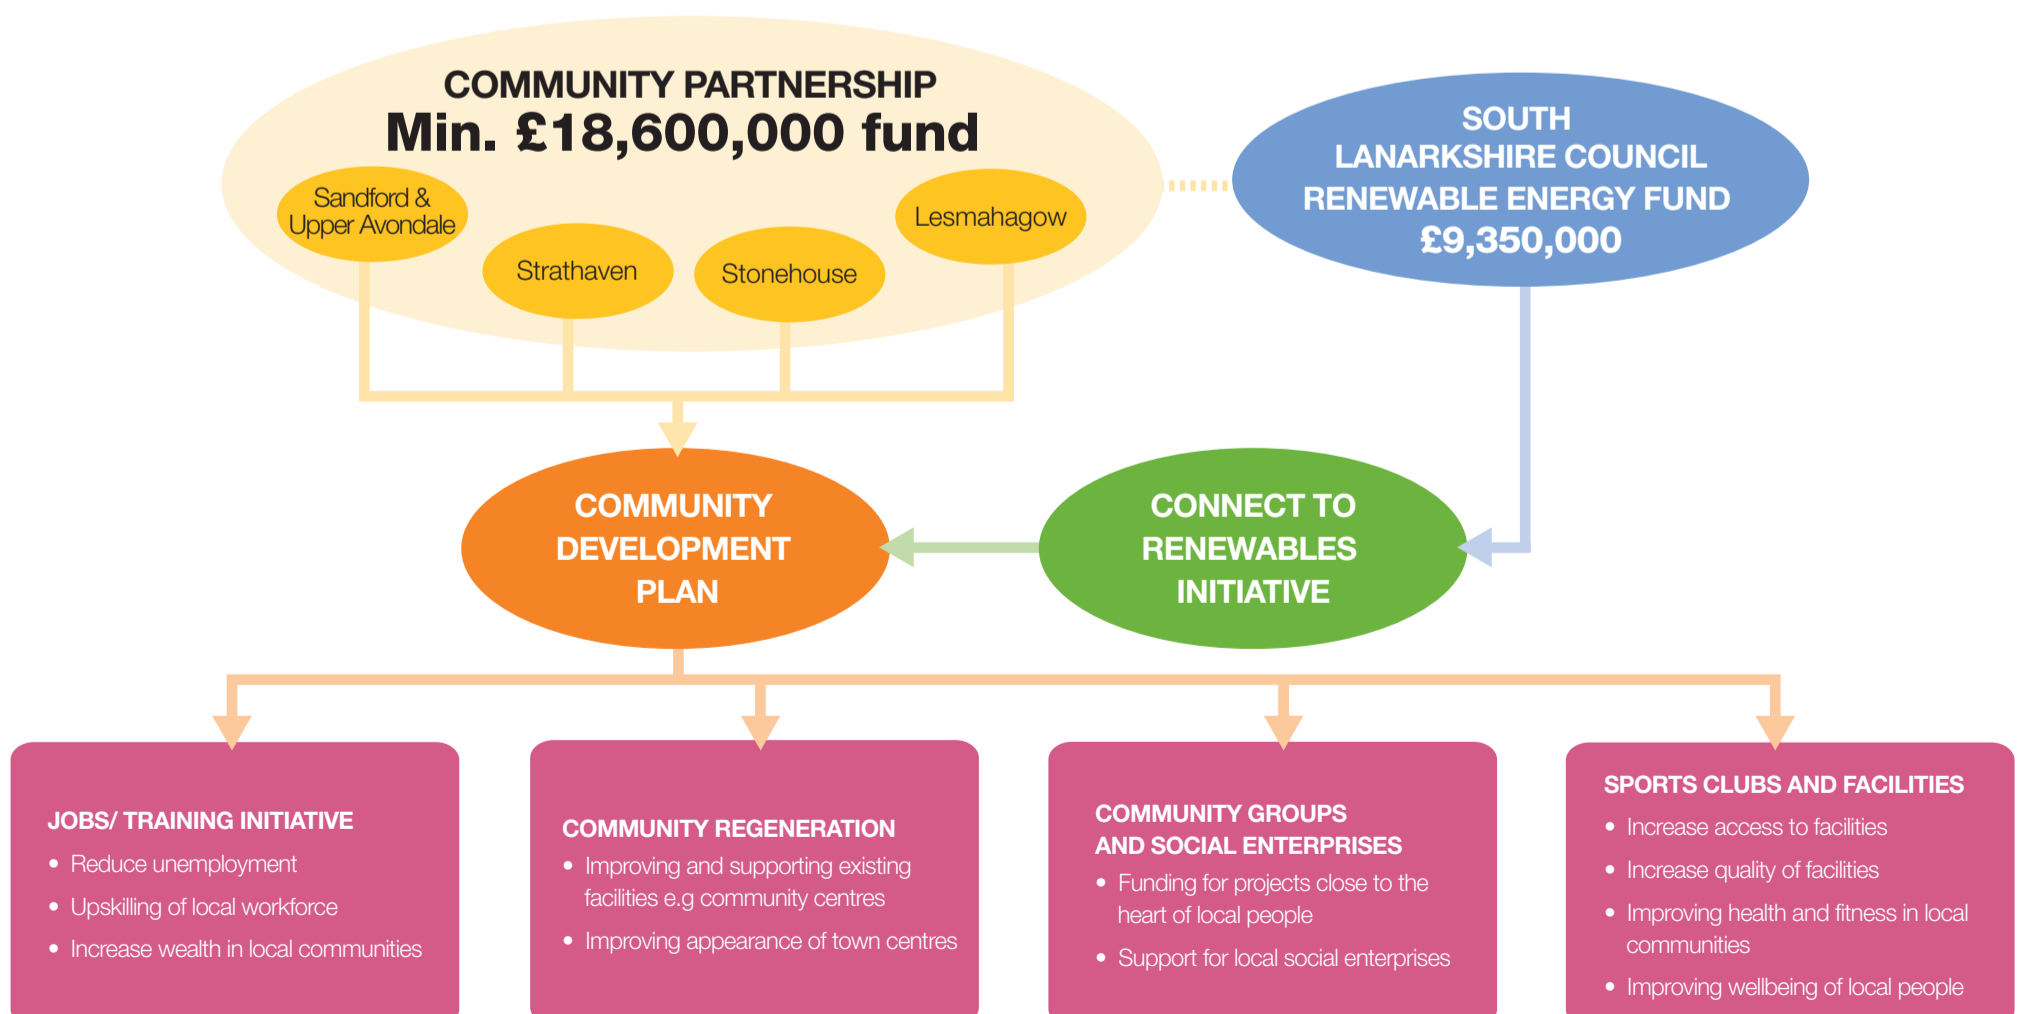 COMMUNITY PARTNERSHIP
Min. £18,600,000 fund
Sandford &
Upper Avondale
Strathaven
Stonehouse
Lesmahagow
SOUTH
LANARKSHIRE COUNCIL
RENEWABLE ENERGY FUND
£9,350,000
COMMUNITY
DEVELOPMENT
PLAN
CONNECT TO
RENEWABLES
INITIATIVE
JOBS/ TRAINING INITIATIVE
• Reduce unemployment
• Upskilling of local workforce
• Increase wealth in local communities
COMMUNITY REGENERATION
• Improving and supporting existing
facilities e.g community centres
• Improving appearance of town centres
COMMUNITY GROUPS
AND SOCIAL ENTERPRISES
• Funding for projects close to the
heart of local people
• Support for local social enterprises
SPORTS CLUBS AND FACILITIES
• Increase access to facilities
• Increase quality of facilities
• Improving health and fitness in local
communities
• Improving wellbeing of local people